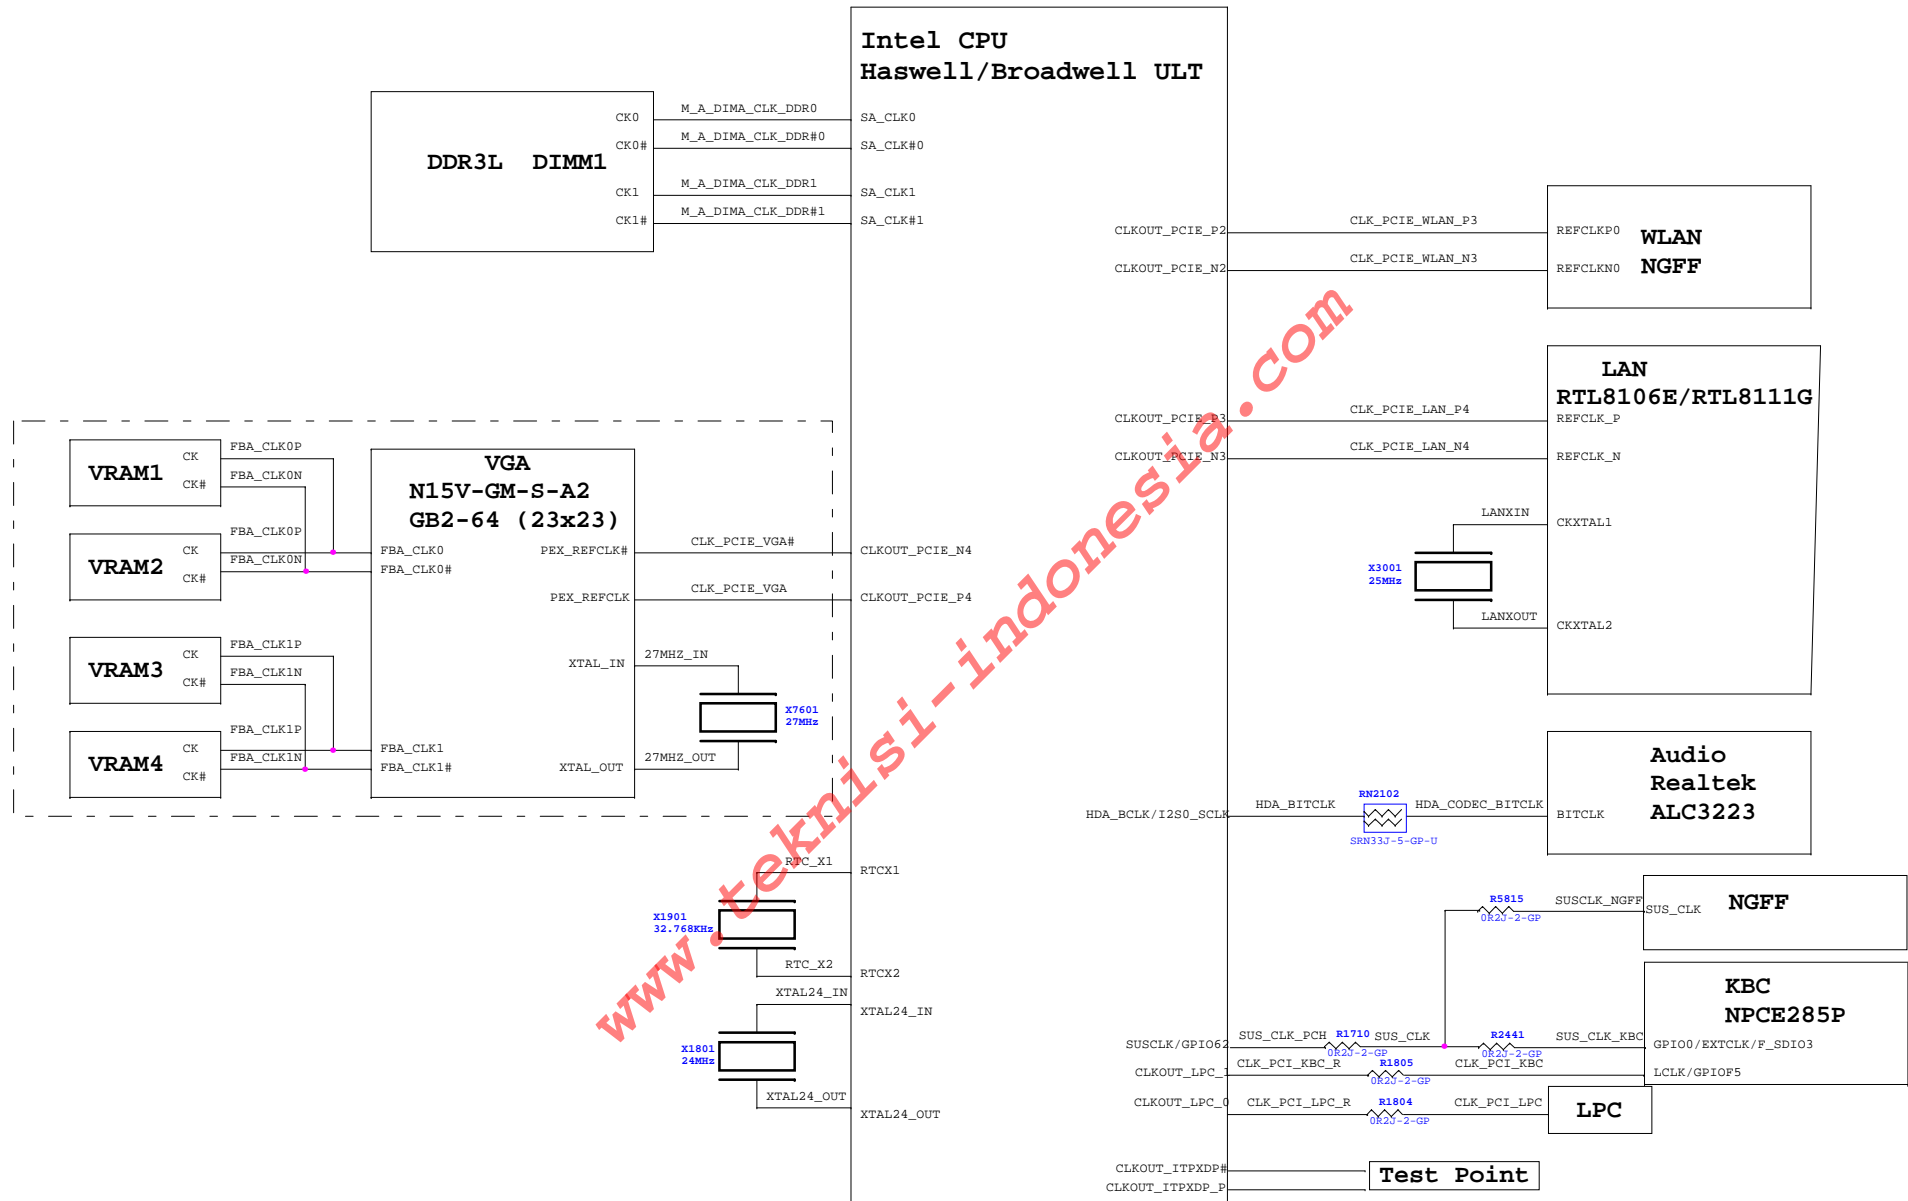 Intel CPU
Haswell/Broadwell ULT
DDR3L DIMM1
CK0
CK0#
CK1
CK1#
M_A_DIMA_CLK_DDR0
M_A_DIMA_CLK_DDR#0
M_A_DIMA_CLK_DDR1
M_A_DIMA_CLK_DDR#1
SA_CLK0
SA_CLK#0
SA_CLK1
SA_CLK#1
CLKOUT_PCIE_P2
CLKOUT_PCIE_N2
CLK_PCIE_WLAN_P3
CLK_PCIE_WLAN_N3
REFCLKP0
REFCLKN0
WLAN
NGFF
LAN
RTL8106E/RTL8111G
CLKOUT_PCIE_P3
CLKOUT_PCIE_N3
CLK_PCIE_LAN_P4
CLK_PCIE_LAN_N4
REFCLK_P
REFCLK_N
LANXIN
CKXTAL1
X3001
25MHz
LANXOUT
CKXTAL2
VRAM1
CK
CK#
FBA_CLK0P
FBA_CLK0N
VRAM2
CK
CK#
FBA_CLK0P
FBA_CLK0N
VRAM3
CK
CK#
FBA_CLK1P
FBA_CLK1N
VRAM4
CK
CK#
FBA_CLK1P
FBA_CLK1N
VGA
N15V-GM-S-A2
GB2-64 (23x23)
FBA_CLK0
FBA_CLK0#
FBA_CLK1
FBA_CLK1#
PEX_REFCLK#
PEX_REFCLK
XTAL_IN
XTAL_OUT
CLK_PCIE_VGA#
CLK_PCIE_VGA
CLKOUT_PCIE_N4
CLKOUT_PCIE_P4
27MHZ_IN
X7601
27MHz
27MHZ_OUT
Audio
Realtek
ALC3223
HDA_BCLK/I2S0_SCLK
HDA_BITCLK
RN2102
SRN33J-5-GP-U
HDA_CODEC_BITCLK
BITCLK
RTC_X1
RTCX1
X1901
32.768KHz
RTC_X2
RTCX2
XTAL24_IN
XTAL24_IN
X1801
24MHz
XTAL24_OUT
XTAL24_OUT
R5815
0R2J-2-GP
SUSCLK_NGFF
SUS_CLK
NGFF
KBC
NPCE285P
SUSCLK/GPIO62
SUS_CLK_PCH
R1710
0R2J-2-GP
SUS_CLK
R2441
0R2J-2-GP
SUS_CLK_KBC
GPIO0/EXTCLK/F_SDIO3
CLKOUT_LPC_1
CLK_PCI_KBC_R
R1805
0R2J-2-GP
CLK_PCI_KBC
LCLK/GPIOF5
CLKOUT_LPC_0
CLK_PCI_LPC_R
R1804
0R2J-2-GP
CLK_PCI_LPC
LPC
CLKOUT_ITPXDP#
CLKOUT_ITPXDP_P
Test Point
www.teknisi-indonesia.com